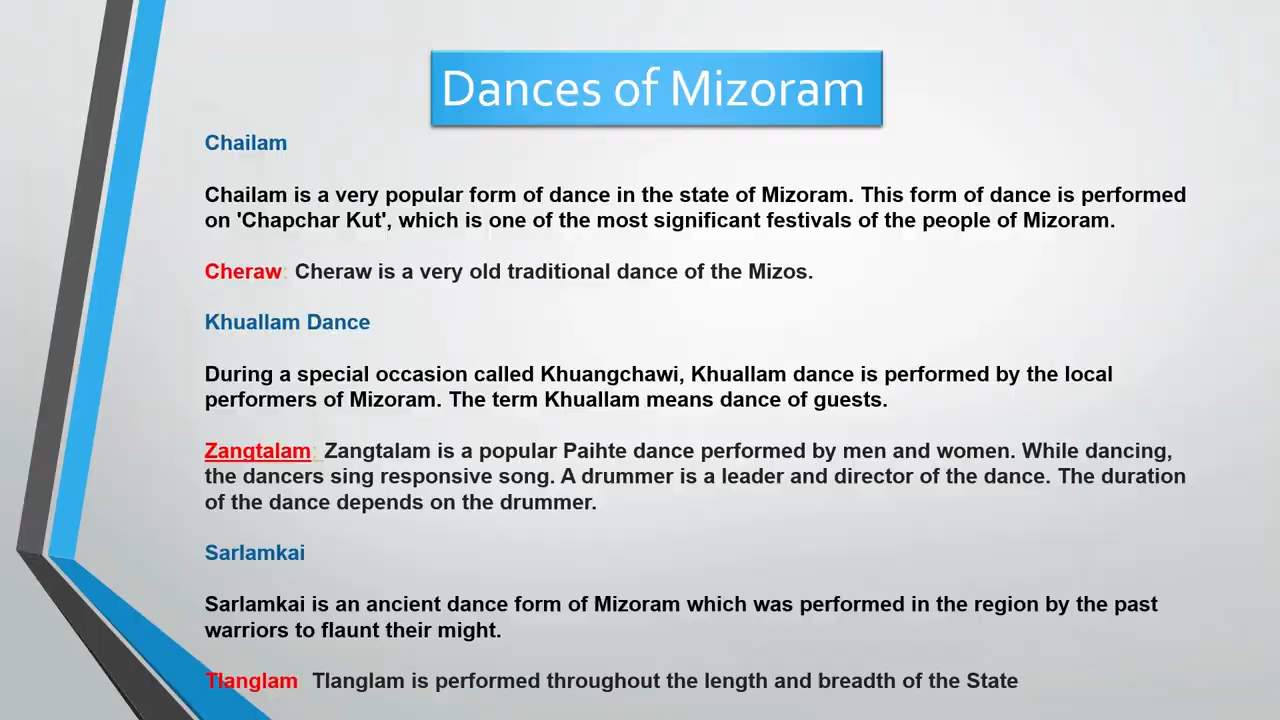 Dances of Mizoram
Chailam
Chailam is a very popular form of dance in the state of Mizoram. This form of dance is performed
on 'Chapchar Kut', which is one of the most significant festivals of the people of Mizoram.
Cheraw: Cheraw is a very old traditional dance of the Mizos.
Khuallam Dance
During a special occasion called Khuangchawi, Khuallam dance is performed by the local
performers of Mizoram. The term Khuallam means dance of guests.
Zangtalam: Zangtalam is a popular Paihte dance performed by men and women. While dancing,
the dancers sing responsive song. A drummer is a leader and director of the dance. The duration
of the dance depends on the drummer.
Sarlamkai
Sarlamkai is an ancient dance form of Mizoram which was performed in the region by the past
warriors to flaunt their might.
Tlanglam Tlanglam is performed throughout the length and breadth of the State